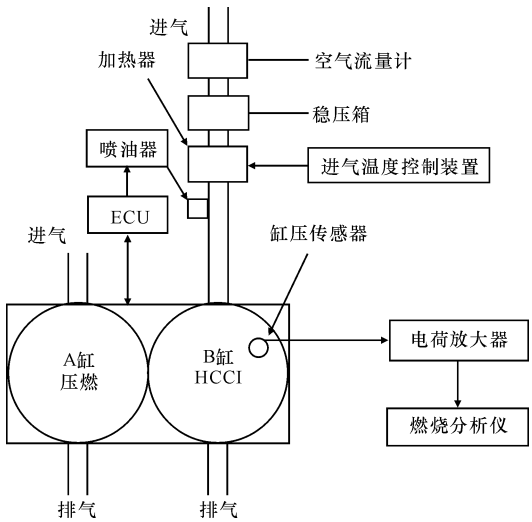 进气
加热器
空气流量计
稳压箱
喷油器
进气温度控制装置
ECU
进气
缸压传感器
A缸
压燃
B缸
HCCI
电荷放大器
燃烧分析仪
排气
排气